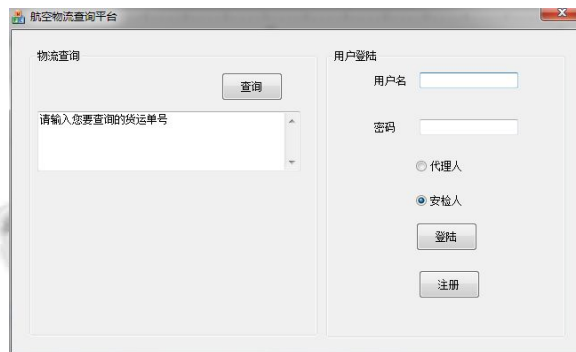 航空物流查询平台
物流查询
查询
请输入您要查询的货运单号
用户登陆
用户名
密码
代理人
安检人
登陆
注册